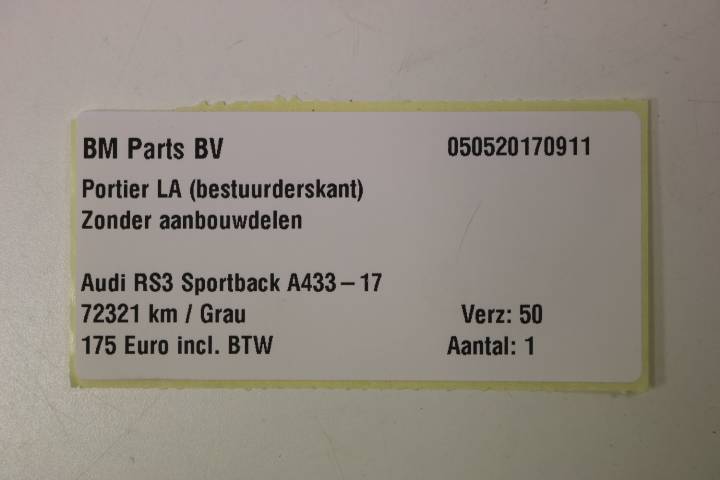 BM Parts BV 050520170911
Portier LA (bestuurderskant)
Zonder aanbouwdelen
Audi RS3 Sportback A433-17
72321 km / Grau Verz: 50
175 Euro incl. BTW Aantal: 1